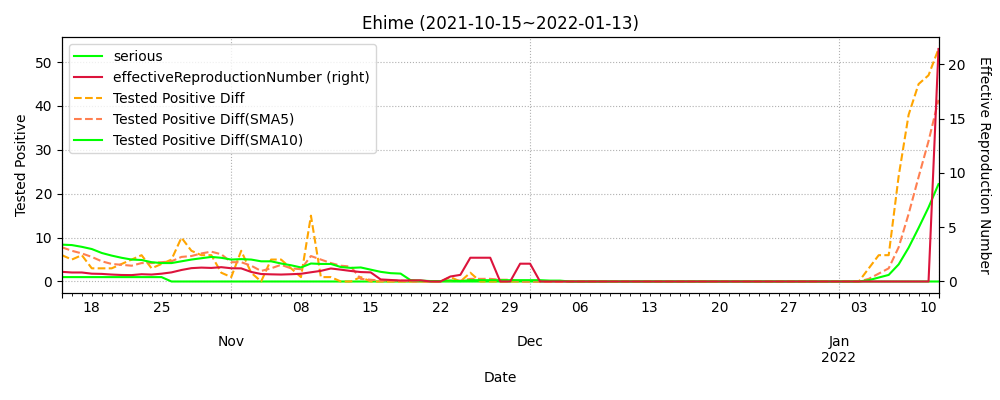 Ehime (2021-10-15~2022-01-13)
serious
effectiveReproductionNumber (right)
Tested Positive Diff
Tested Positive Diff(SMA5)
Tested Positive Diff(SMA10)
Tested Positive
50
40
30
20
10
0
Effective Reproduction Number
20
15
10
5
0
18 25 08 15 22 29 06 13 20 27 03 10
Nov Dec Jan
2022
Date